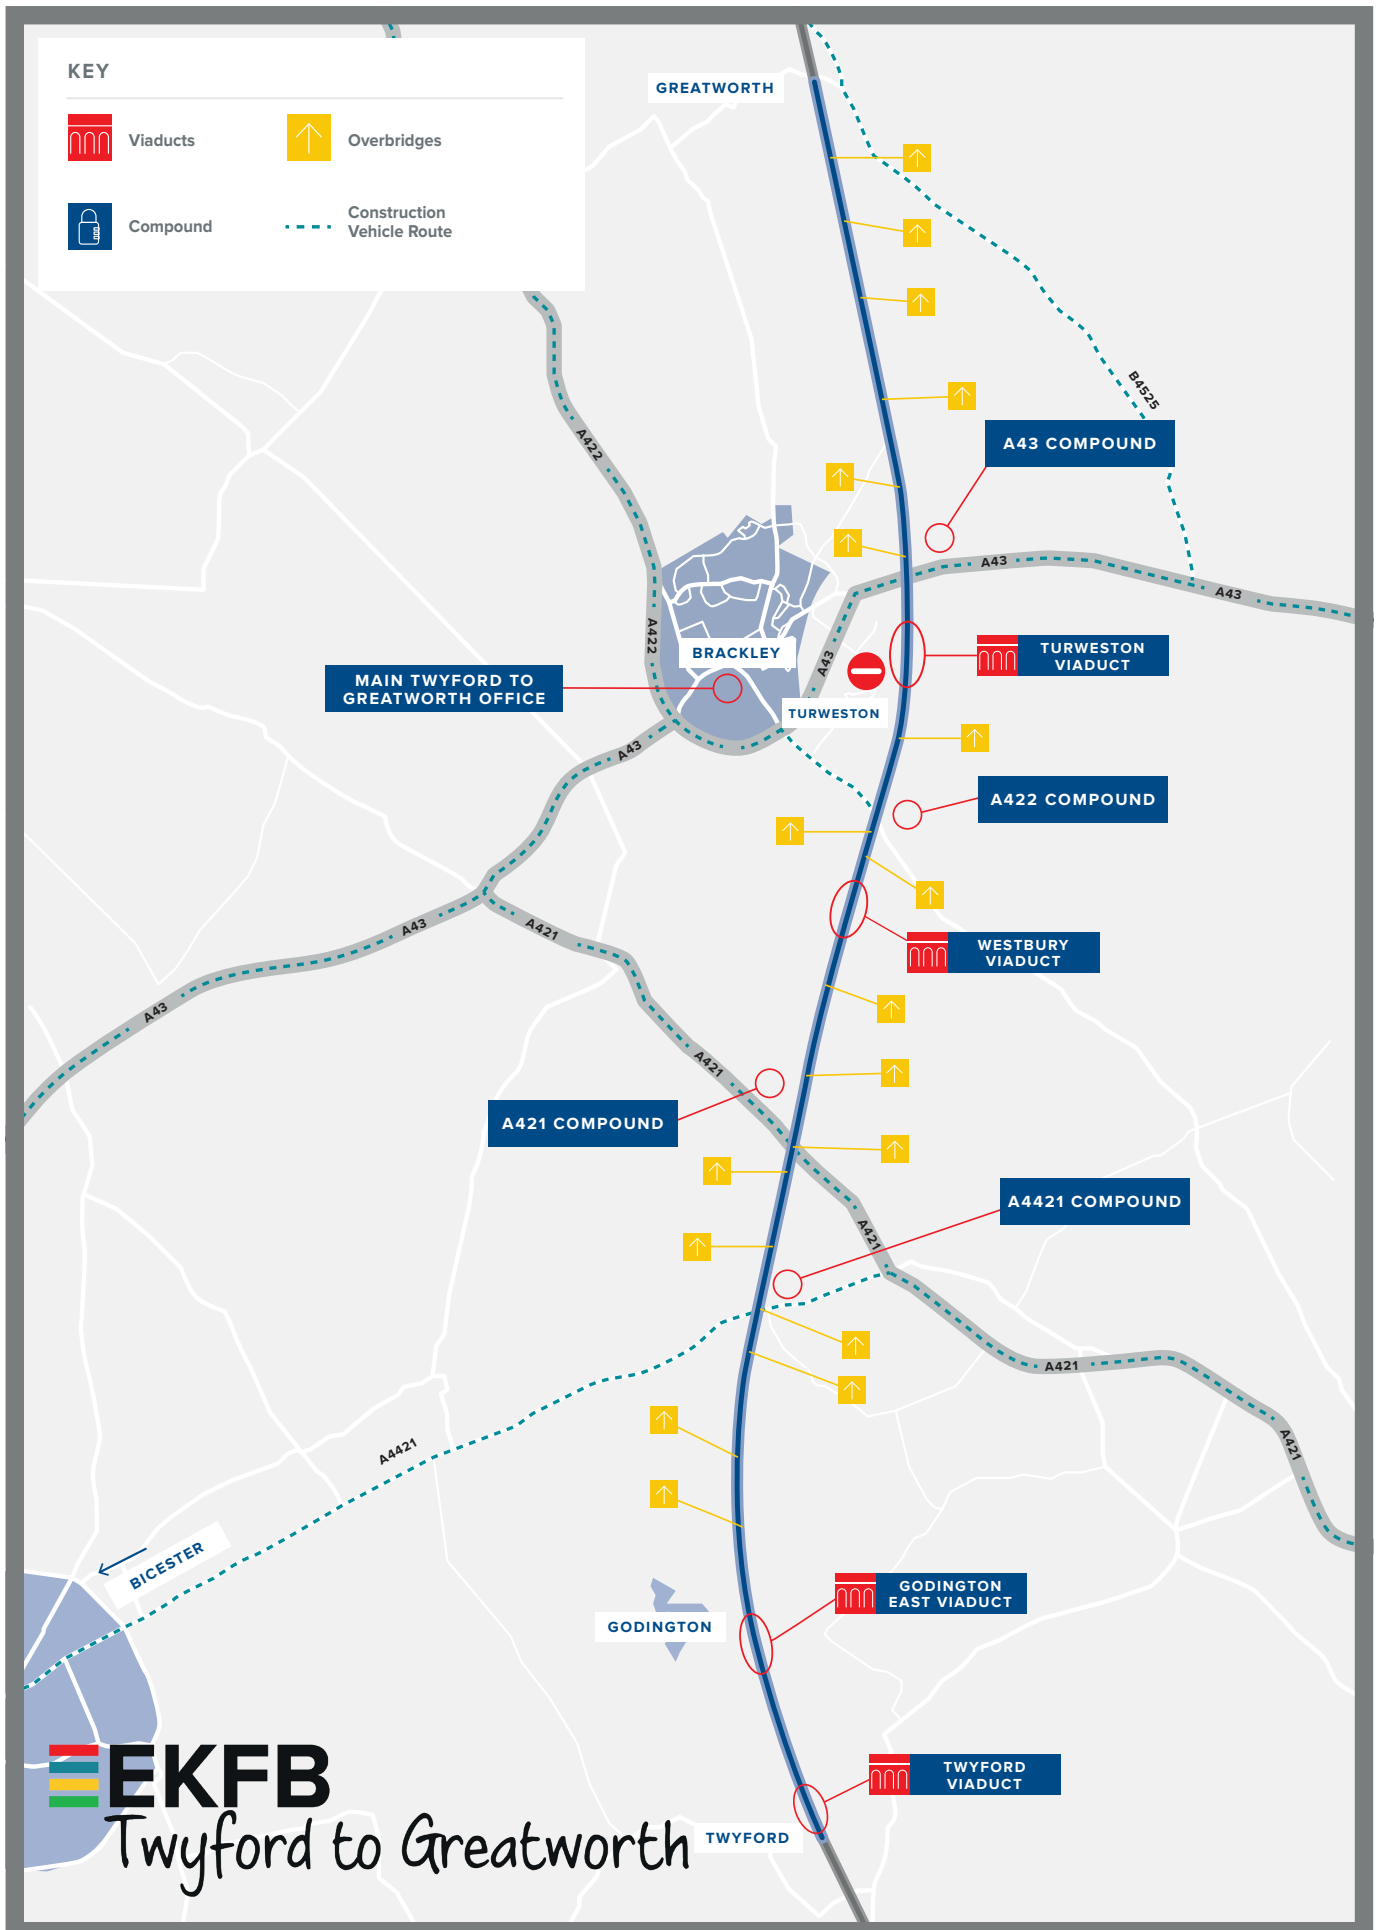 KEY
Viaducts
Overbridges
Compound
Construction
Vehicle Route
GREATWORTH
B4525
A43 COMPOUND
A422
A43
A43
A422
BRACKLEY
A43
TURWESTON
VIADUCT
MAIN TWYFORD TO
GREATWORTH OFFICE
TURWESTON
A43
A422 COMPOUND
A43
A421
WESTBURY
VIADUCT
A43
A421
A421 COMPOUND
A4421 COMPOUND
A421
A421
A4421
A421
BICESTER
GODINGTON
EAST VIADUCT
GODINGTON
TWYFORD
VIADUCT
EKFB
Twyford to Greatworth
TWYFORD